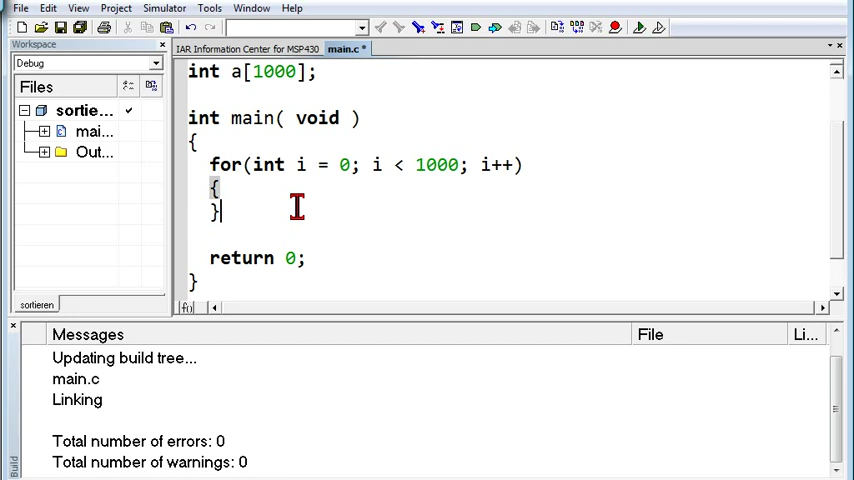 File Edit View Project Simulator Tools Window Help
Workspace
IAR Information Center for MSP430 main.c *
Debug
Files
sortie...
mai...
Out...
sortieren
int a[1000];
int main( void )
{
for(int i = 0; i < 1000; i++)
{
}
return 0;
}
f()
Messages File Li...
Updating build tree...
main.c
Linking
Total number of errors: 0
Total number of warnings: 0
Build